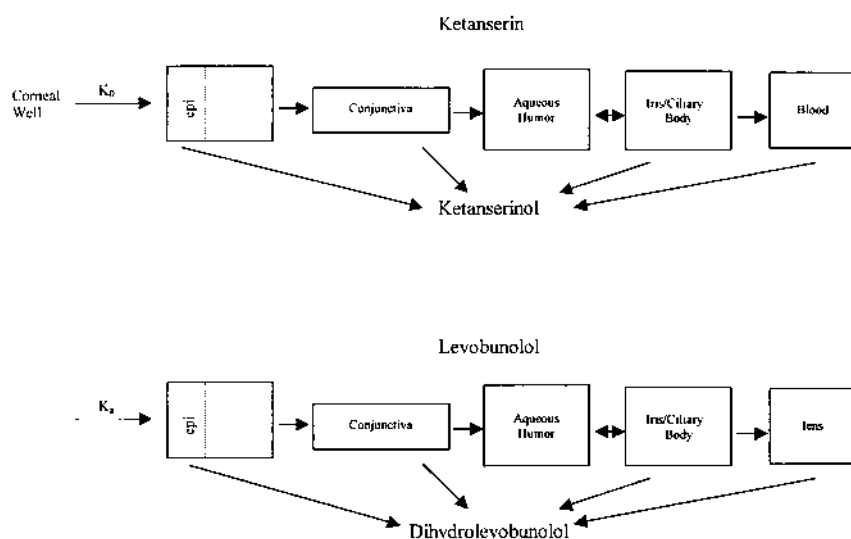 Ketanserin
Corneal
Well
K₀
epi
Conjunctiva
Aqueous
Humor
Iris/Ciliary
Body
Blood
Ketanserinol
Levobunolol
Kₐ
epi
Conjunctiva
Aqueous
Humor
Iris/Ciliary
Body
lens
Dihydrolevobunolol